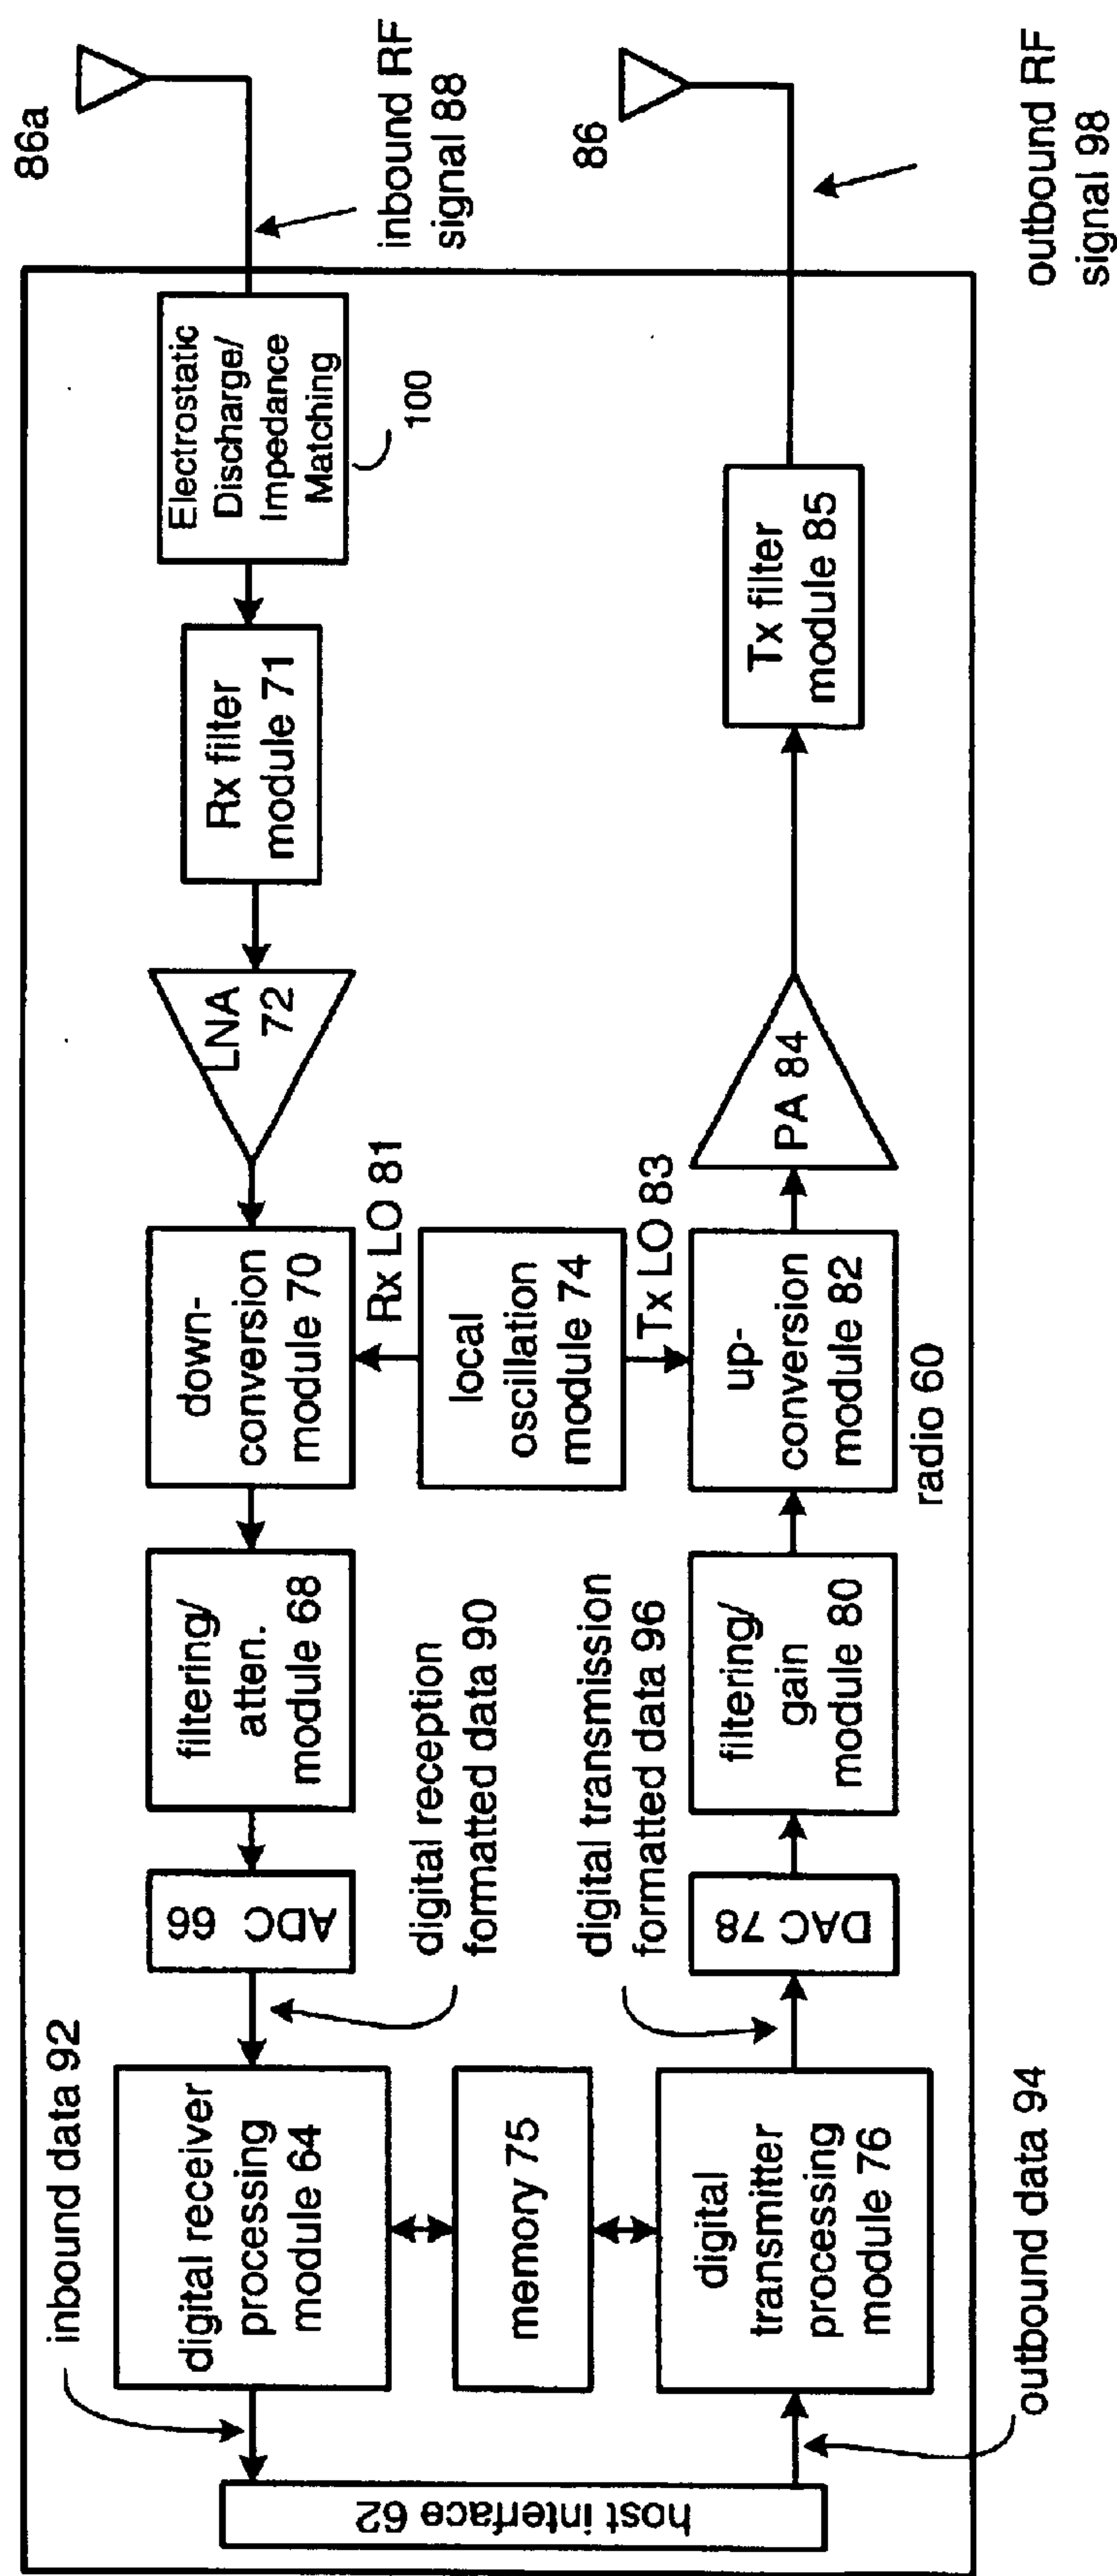 86a
inbound RF
signal 88
Electrostatic
Discharge/
Impedance
Matching
100
Rx filter
module 71
LNA
72
down-
conversion
module 70
Rx LO 81
filtering/
atten.
module 68
ADC 66
digital reception
formatted data 90
digital receiver
processing
module 64
inbound data 92
host interface 62
memory 75
local
oscillation
module 74
Tx LO 83
digital
transmitter
processing
module 76
outbound data 94
digital transmission
formatted data 96
DAC 78
filtering/
gain
module 80
up-
conversion
module 82
radio 60
PA 84
Tx filter
module 85
86
outbound RF
signal 98